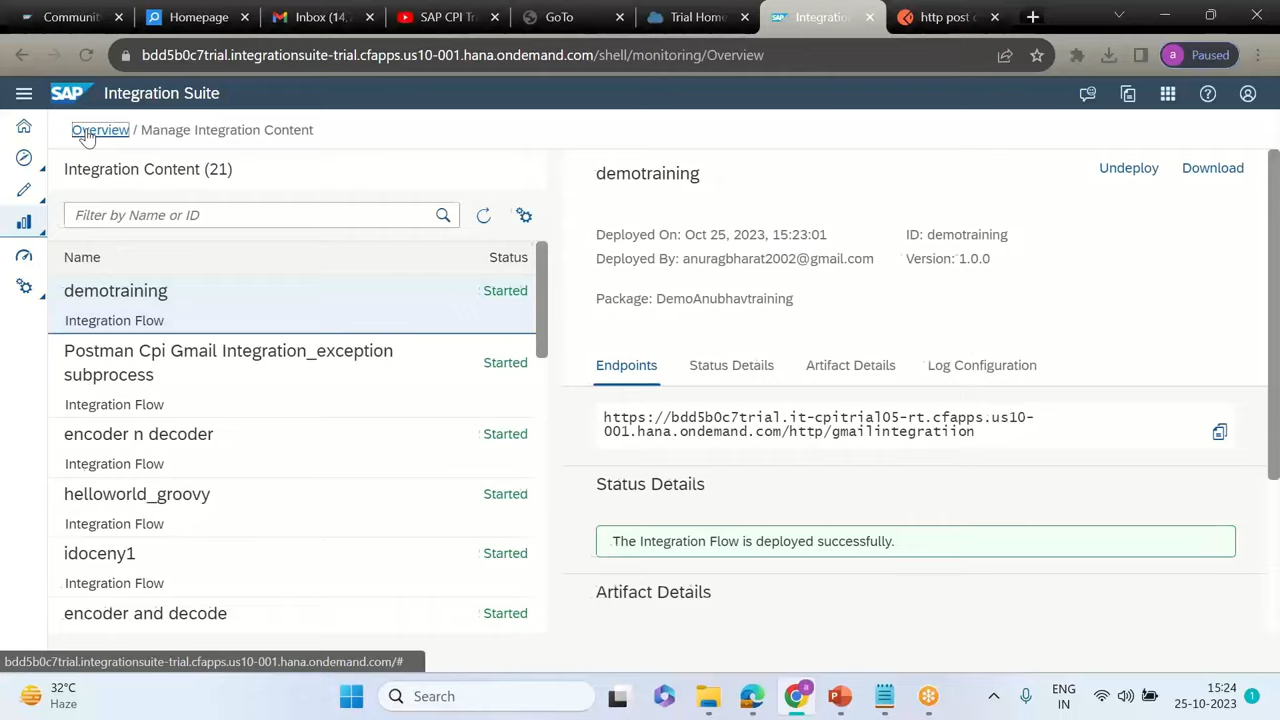 Communi
Homepage
Inbox (14,
SAP CPI Tr
GoTo
Trial Hom
Integratio
http post c
bdd5b0c7trial.integrationsuite-trial.cfapps.us10-001.hana.ondemand.com/shell/monitoring/Overview
a
Paused
SAP
Integration Suite
Overview / Manage Integration Content
Integration Content (21)
Filter by Name or ID
Name
Status
demotraining
Started
Integration Flow
Postman Cpi Gmail Integration_exception
subprocess
Started
Integration Flow
encoder n decoder
Started
Integration Flow
helloworld_groovy
Started
Integration Flow
idoceny1
Started
Integration Flow
encoder and decode
Started
demotraining
Undeploy
Download
Deployed On: Oct 25, 2023, 15:23:01
ID: demotraining
Deployed By: anuragbharat2002@gmail.com
Version: 1.0.0
Package: DemoAnubhavtraining
Endpoints
Status Details
Artifact Details
Log Configuration
https://bdd5b0c7trial.it-cpitrial05-rt.cfapps.us10-
001.hana.ondemand.com/http/gmailintegratiion
Status Details
The Integration Flow is deployed successfully.
Artifact Details
bdd5b0c7trial.integrationsuite-trial.cfapps.us10-001.hana.ondemand.com/#
32°C
Haze
Search
ENG
IN
15:24
25-10-2023
1